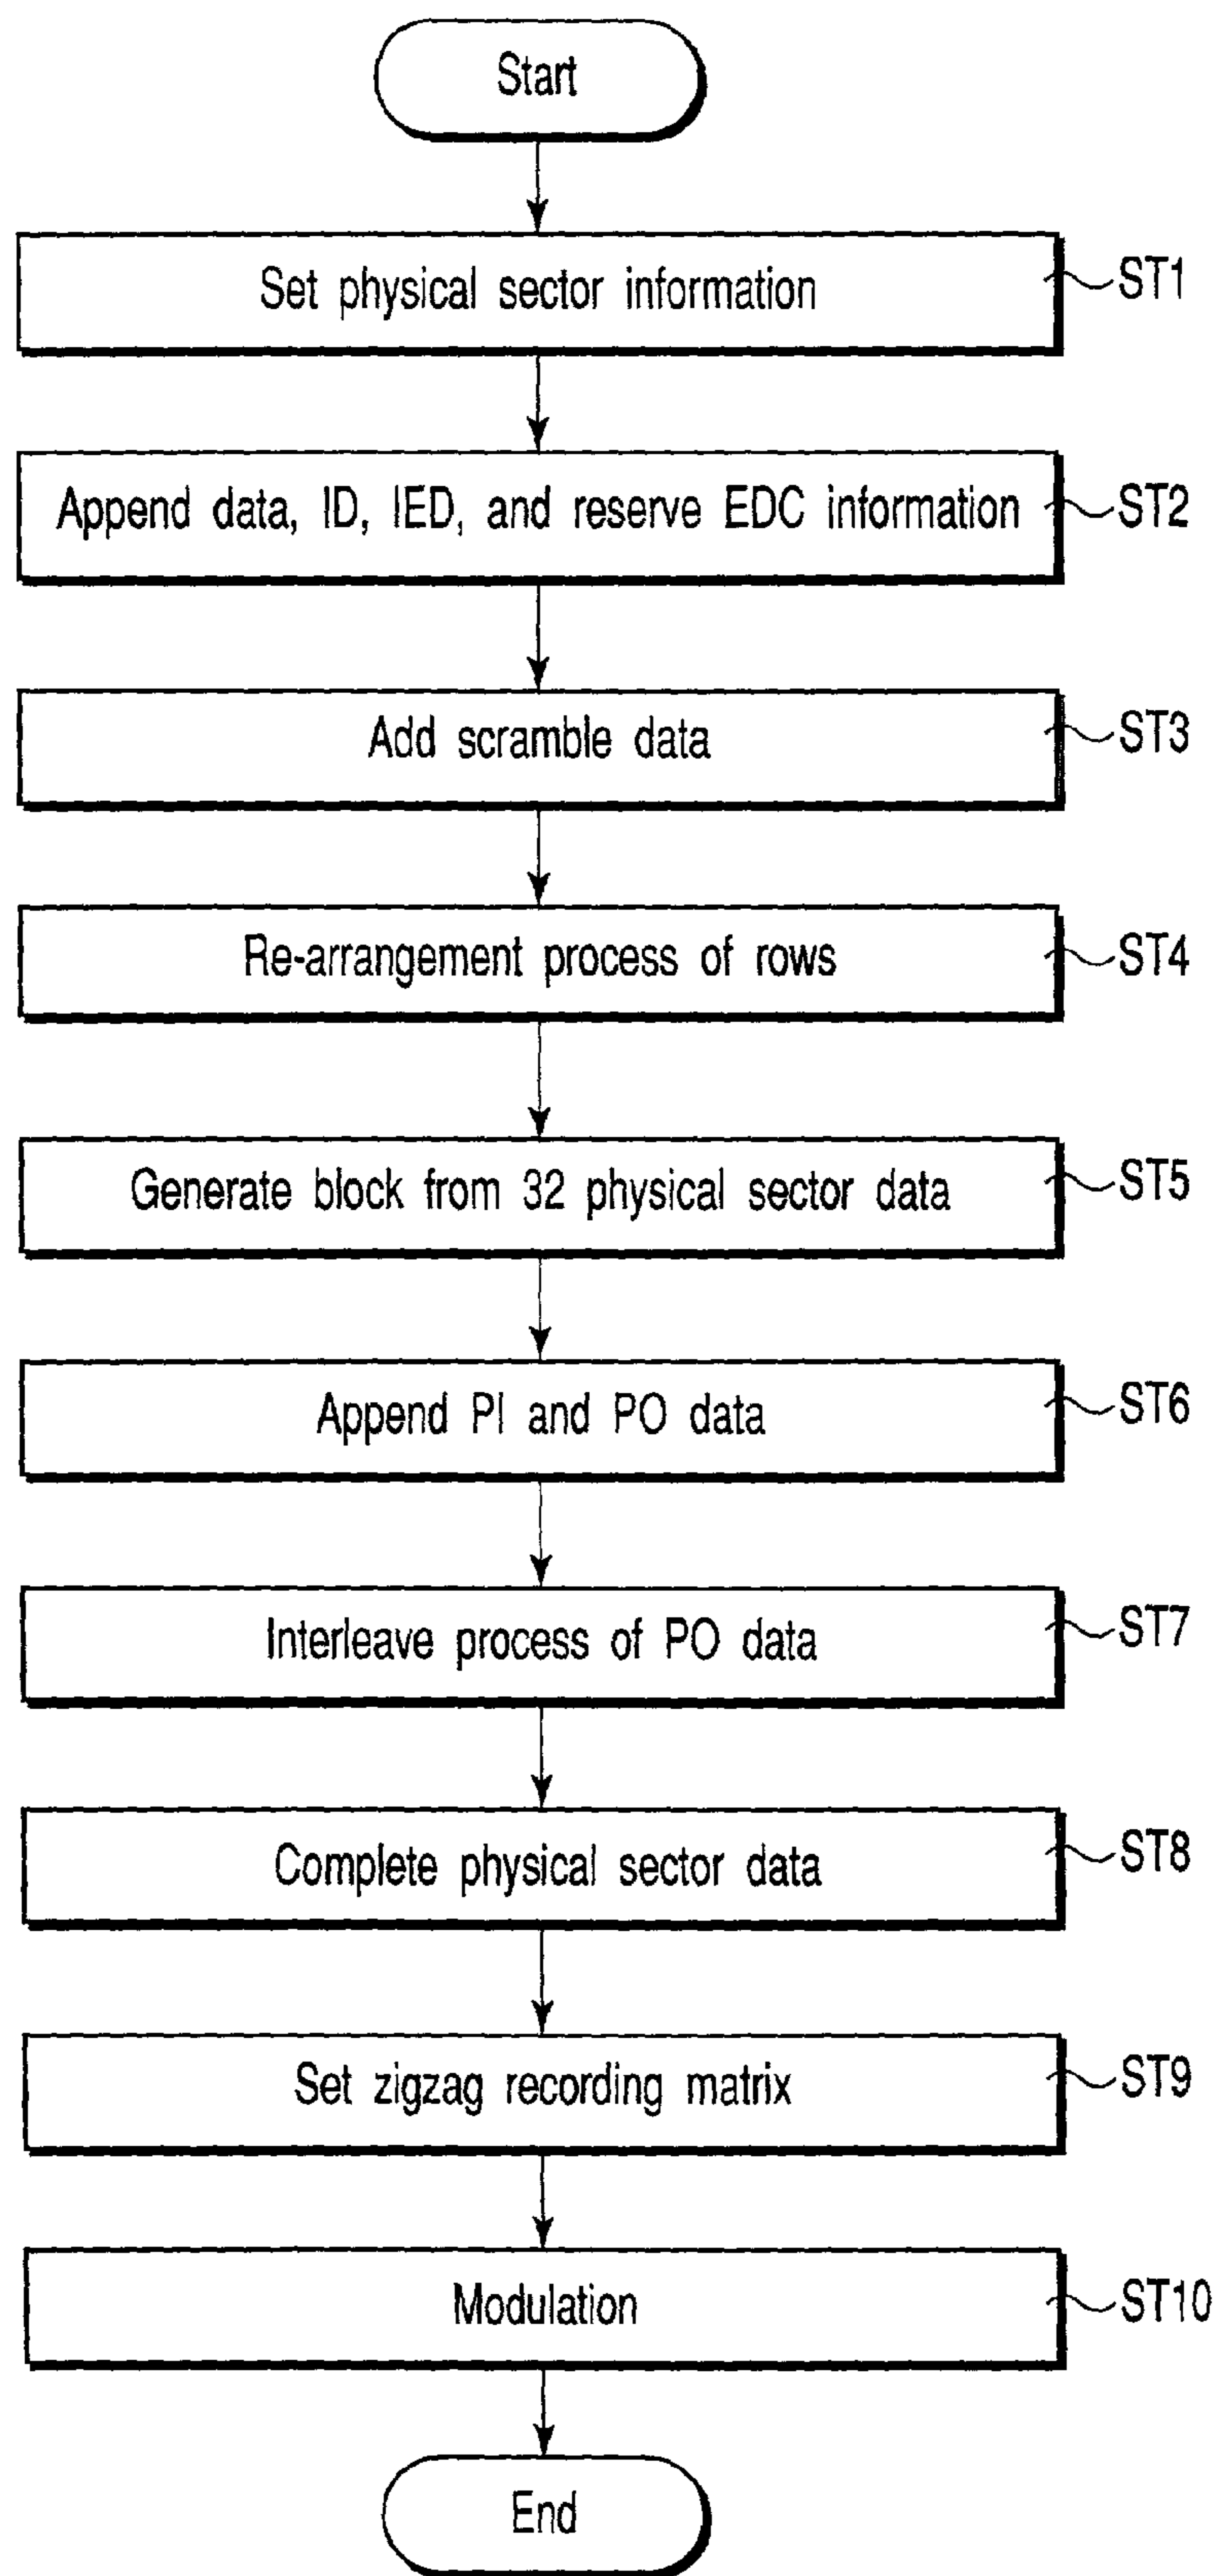 Start
Set physical sector information
ST1
Append data, ID, IED, and reserve EDC information
ST2
Add scramble data
ST3
Re-arrangement process of rows
ST4
Generate block from 32 physical sector data
ST5
Append PI and PO data
ST6
Interleave process of PO data
ST7
Complete physical sector data
ST8
Set zigzag recording matrix
ST9
Modulation
ST10
End